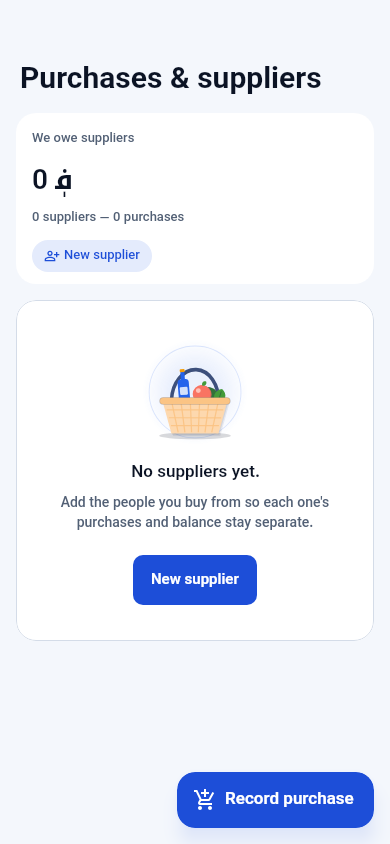 Purchases & suppliers
We owe suppliers
0 ؋
0 suppliers — 0 purchases
New supplier
No suppliers yet.
Add the people you buy from so each one's
purchases and balance stay separate.
New supplier
Record purchase